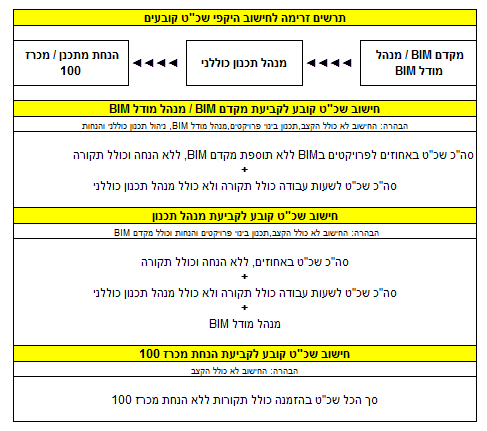 תרשים זרימה לחישוב היקפי שכ"ט קובעים
מקדם BIM / מנהל
מודל BIM
מנהל תכנון כוללני
הנחת מתכנן / מכרז
100
חישוב שכ"ט קובע לקביעת מקדם BIM / מנהל מודל BIM
הבהרה: החישוב לא כולל הקצב,תכנון בינוי פרויקטים,מנהל מודל BIM, ניהול תכנון כוללני והנחות
סה"כ שכ"ט באחוזים לפרויקטים בBIM ללא תוספת מקדם BIM, ללא הנחה וכולל תקורה
+
סה"כ שכ"ט לשעות עבודה כולל תקורה ולא כולל מנהל תכנון כוללני
חישוב שכ"ט קובע לקביעת מנהל תכנון
הבהרה: החישוב לא כולל הקצב,תכנון בינוי פרויקטים והנחות וכולל מקדם BIM
סה"כ שכ"ט באחוזים, ללא הנחה וכולל תקורה
+
סה"כ שכ"ט לשעות עבודה כולל תקורה ולא כולל מנהל תכנון כוללני
+
מנהל מודל BIM
חישוב שכ"ט קובע לקביעת הנחת מכרז 100
הבהרה: החישוב לא כולל הקצב
סך הכל שכ"ט בהזמנה כולל תקורות ללא הנחת מכרז 100